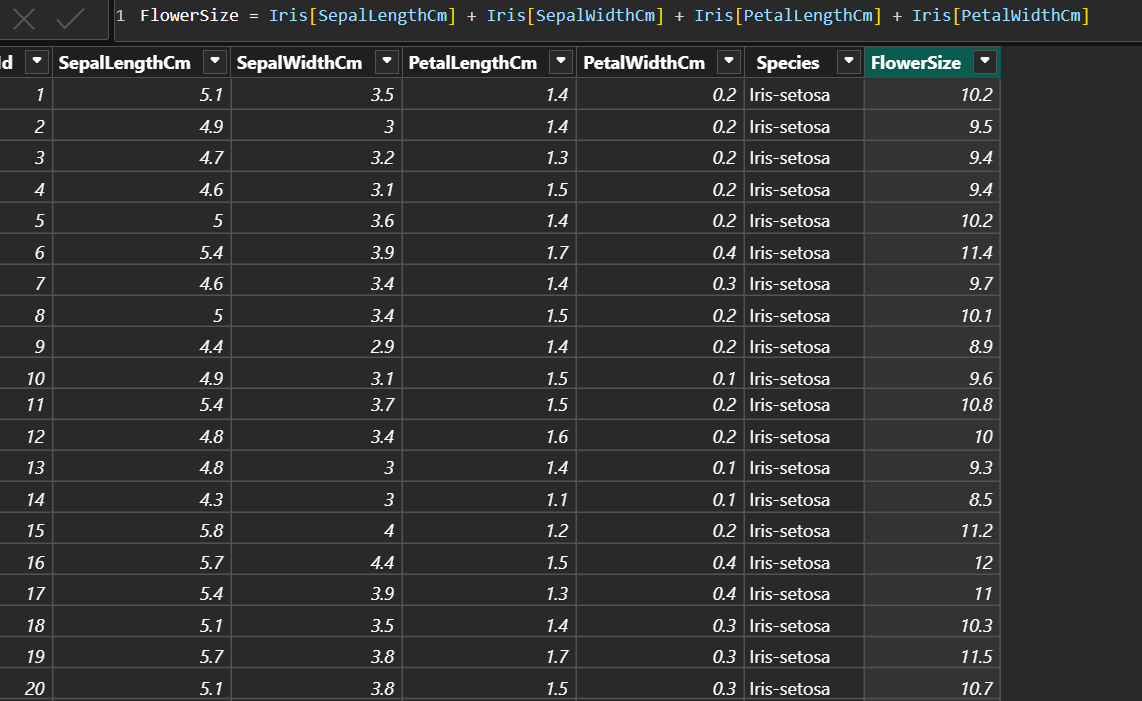 1 FlowerSize = Iris[SepalLengthCm] + Iris[SepalWidthCm] + Iris[PetalLengthCm] + Iris[PetalWidthCm]
Id SepalLengthCm SepalWidthCm PetalLengthCm PetalWidthCm Species FlowerSize
1 5.1 3.5 1.4 0.2 Iris-setosa 10.2
2 4.9 3 1.4 0.2 Iris-setosa 9.5
3 4.7 3.2 1.3 0.2 Iris-setosa 9.4
4 4.6 3.1 1.5 0.2 Iris-setosa 9.4
5 5 3.6 1.4 0.2 Iris-setosa 10.2
6 5.4 3.9 1.7 0.4 Iris-setosa 11.4
7 4.6 3.4 1.4 0.3 Iris-setosa 9.7
8 5 3.4 1.5 0.2 Iris-setosa 10.1
9 4.4 2.9 1.4 0.2 Iris-setosa 8.9
10 4.9 3.1 1.5 0.1 Iris-setosa 9.6
11 5.4 3.7 1.5 0.2 Iris-setosa 10.8
12 4.8 3.4 1.6 0.2 Iris-setosa 10
13 4.8 3 1.4 0.1 Iris-setosa 9.3
14 4.3 3 1.1 0.1 Iris-setosa 8.5
15 5.8 4 1.2 0.2 Iris-setosa 11.2
16 5.7 4.4 1.5 0.4 Iris-setosa 12
17 5.4 3.9 1.3 0.4 Iris-setosa 11
18 5.1 3.5 1.4 0.3 Iris-setosa 10.3
19 5.7 3.8 1.7 0.3 Iris-setosa 11.5
20 5.1 3.8 1.5 0.3 Iris-setosa 10.7